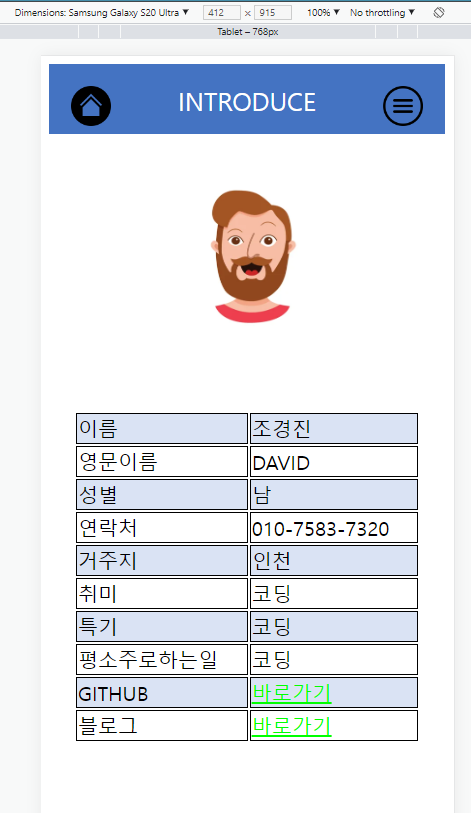 Dimensions: Samsung Galaxy S20 Ultra ▼ 412 × 915 100% ▼ No throttling ▼
Tablet – 768px
INTRODUCE
이름 조경진
영문이름 DAVID
성별 남
연락처 010-7583-7320
거주지 인천
취미 코딩
특기 코딩
평소주로하는일 코딩
GITHUB 바로가기
블로그 바로가기